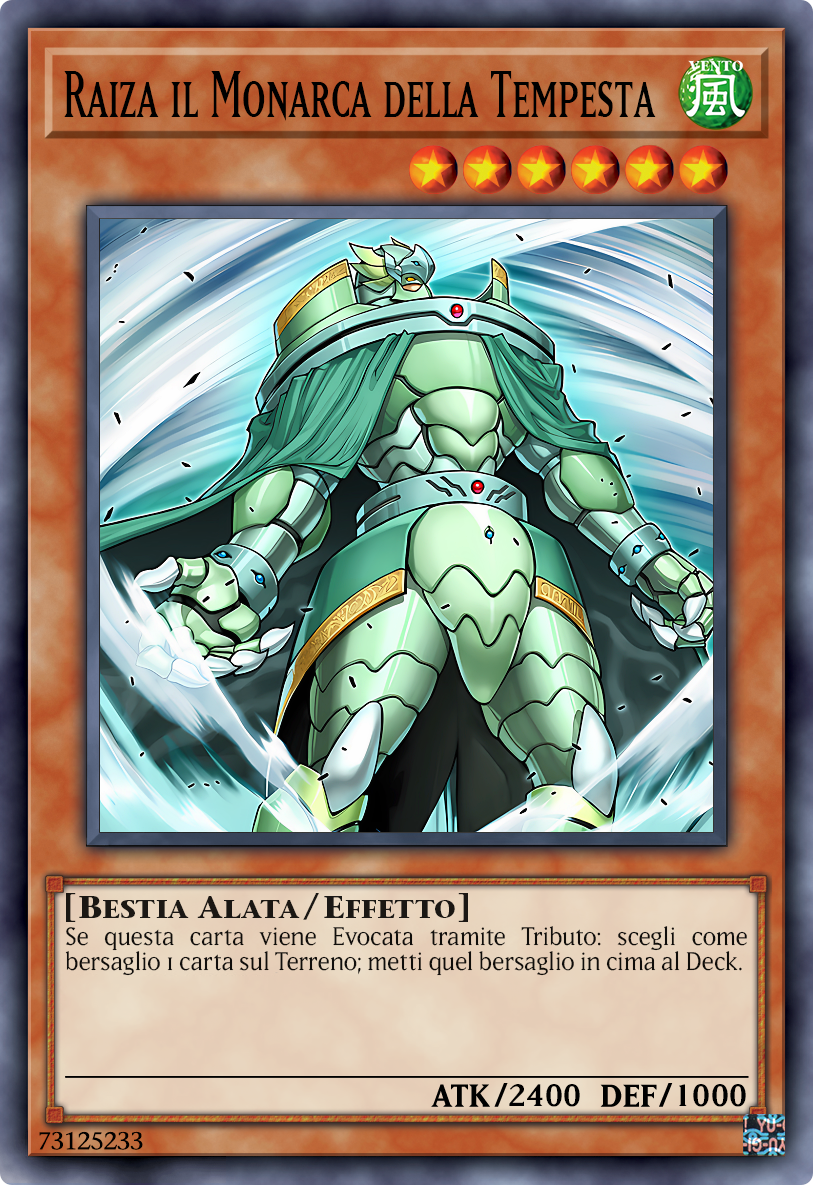 Raiza il Monarca della Tempesta
VENTO
風
[Bestia Alata/Effetto]
Se questa carta viene Evocata tramite Tributo: scegli come
bersaglio 1 carta sul Terreno; metti quel bersaglio in cima al Deck.
ATK/2400 DEF/1000
73125233